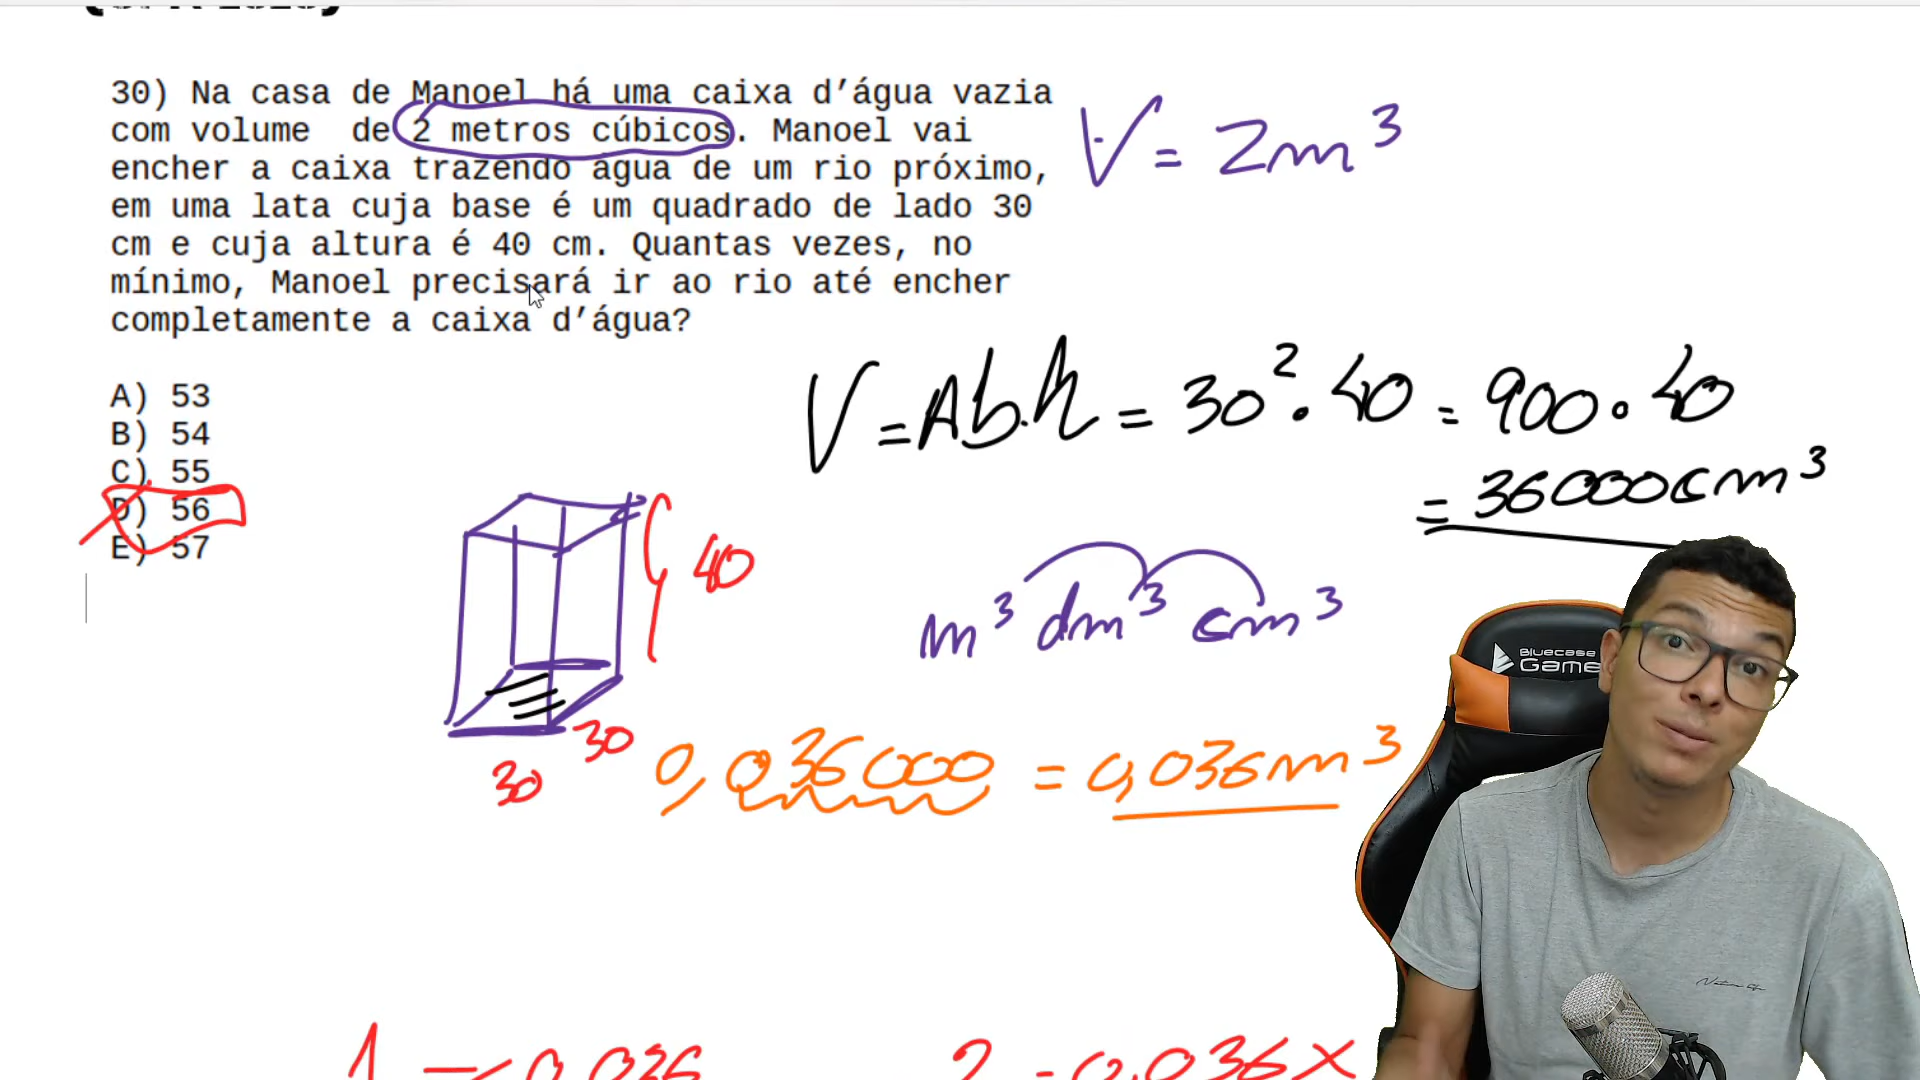 30) Na casa de Manoel há uma caixa d’água vazia
com volume  de 2 metros cúbicos. Manoel vai
encher a caixa trazendo água de um rio próximo,
em uma lata cuja base é um quadrado de lado 30
cm e cuja altura é 40 cm. Quantas vezes, no
mínimo, Manoel precisará ir ao rio até encher
completamente a caixa d’água?
V = 2m³
A) 53
B) 54
C) 55
D) 56
E) 57
V = Ab.h = 30².40 = 900.40
= 36000cm³
40
30
30
m³ dm³ cm³
0,036000 = 0,036m³
Bluecase
Game
1 — 0,036
2 = 0,036x